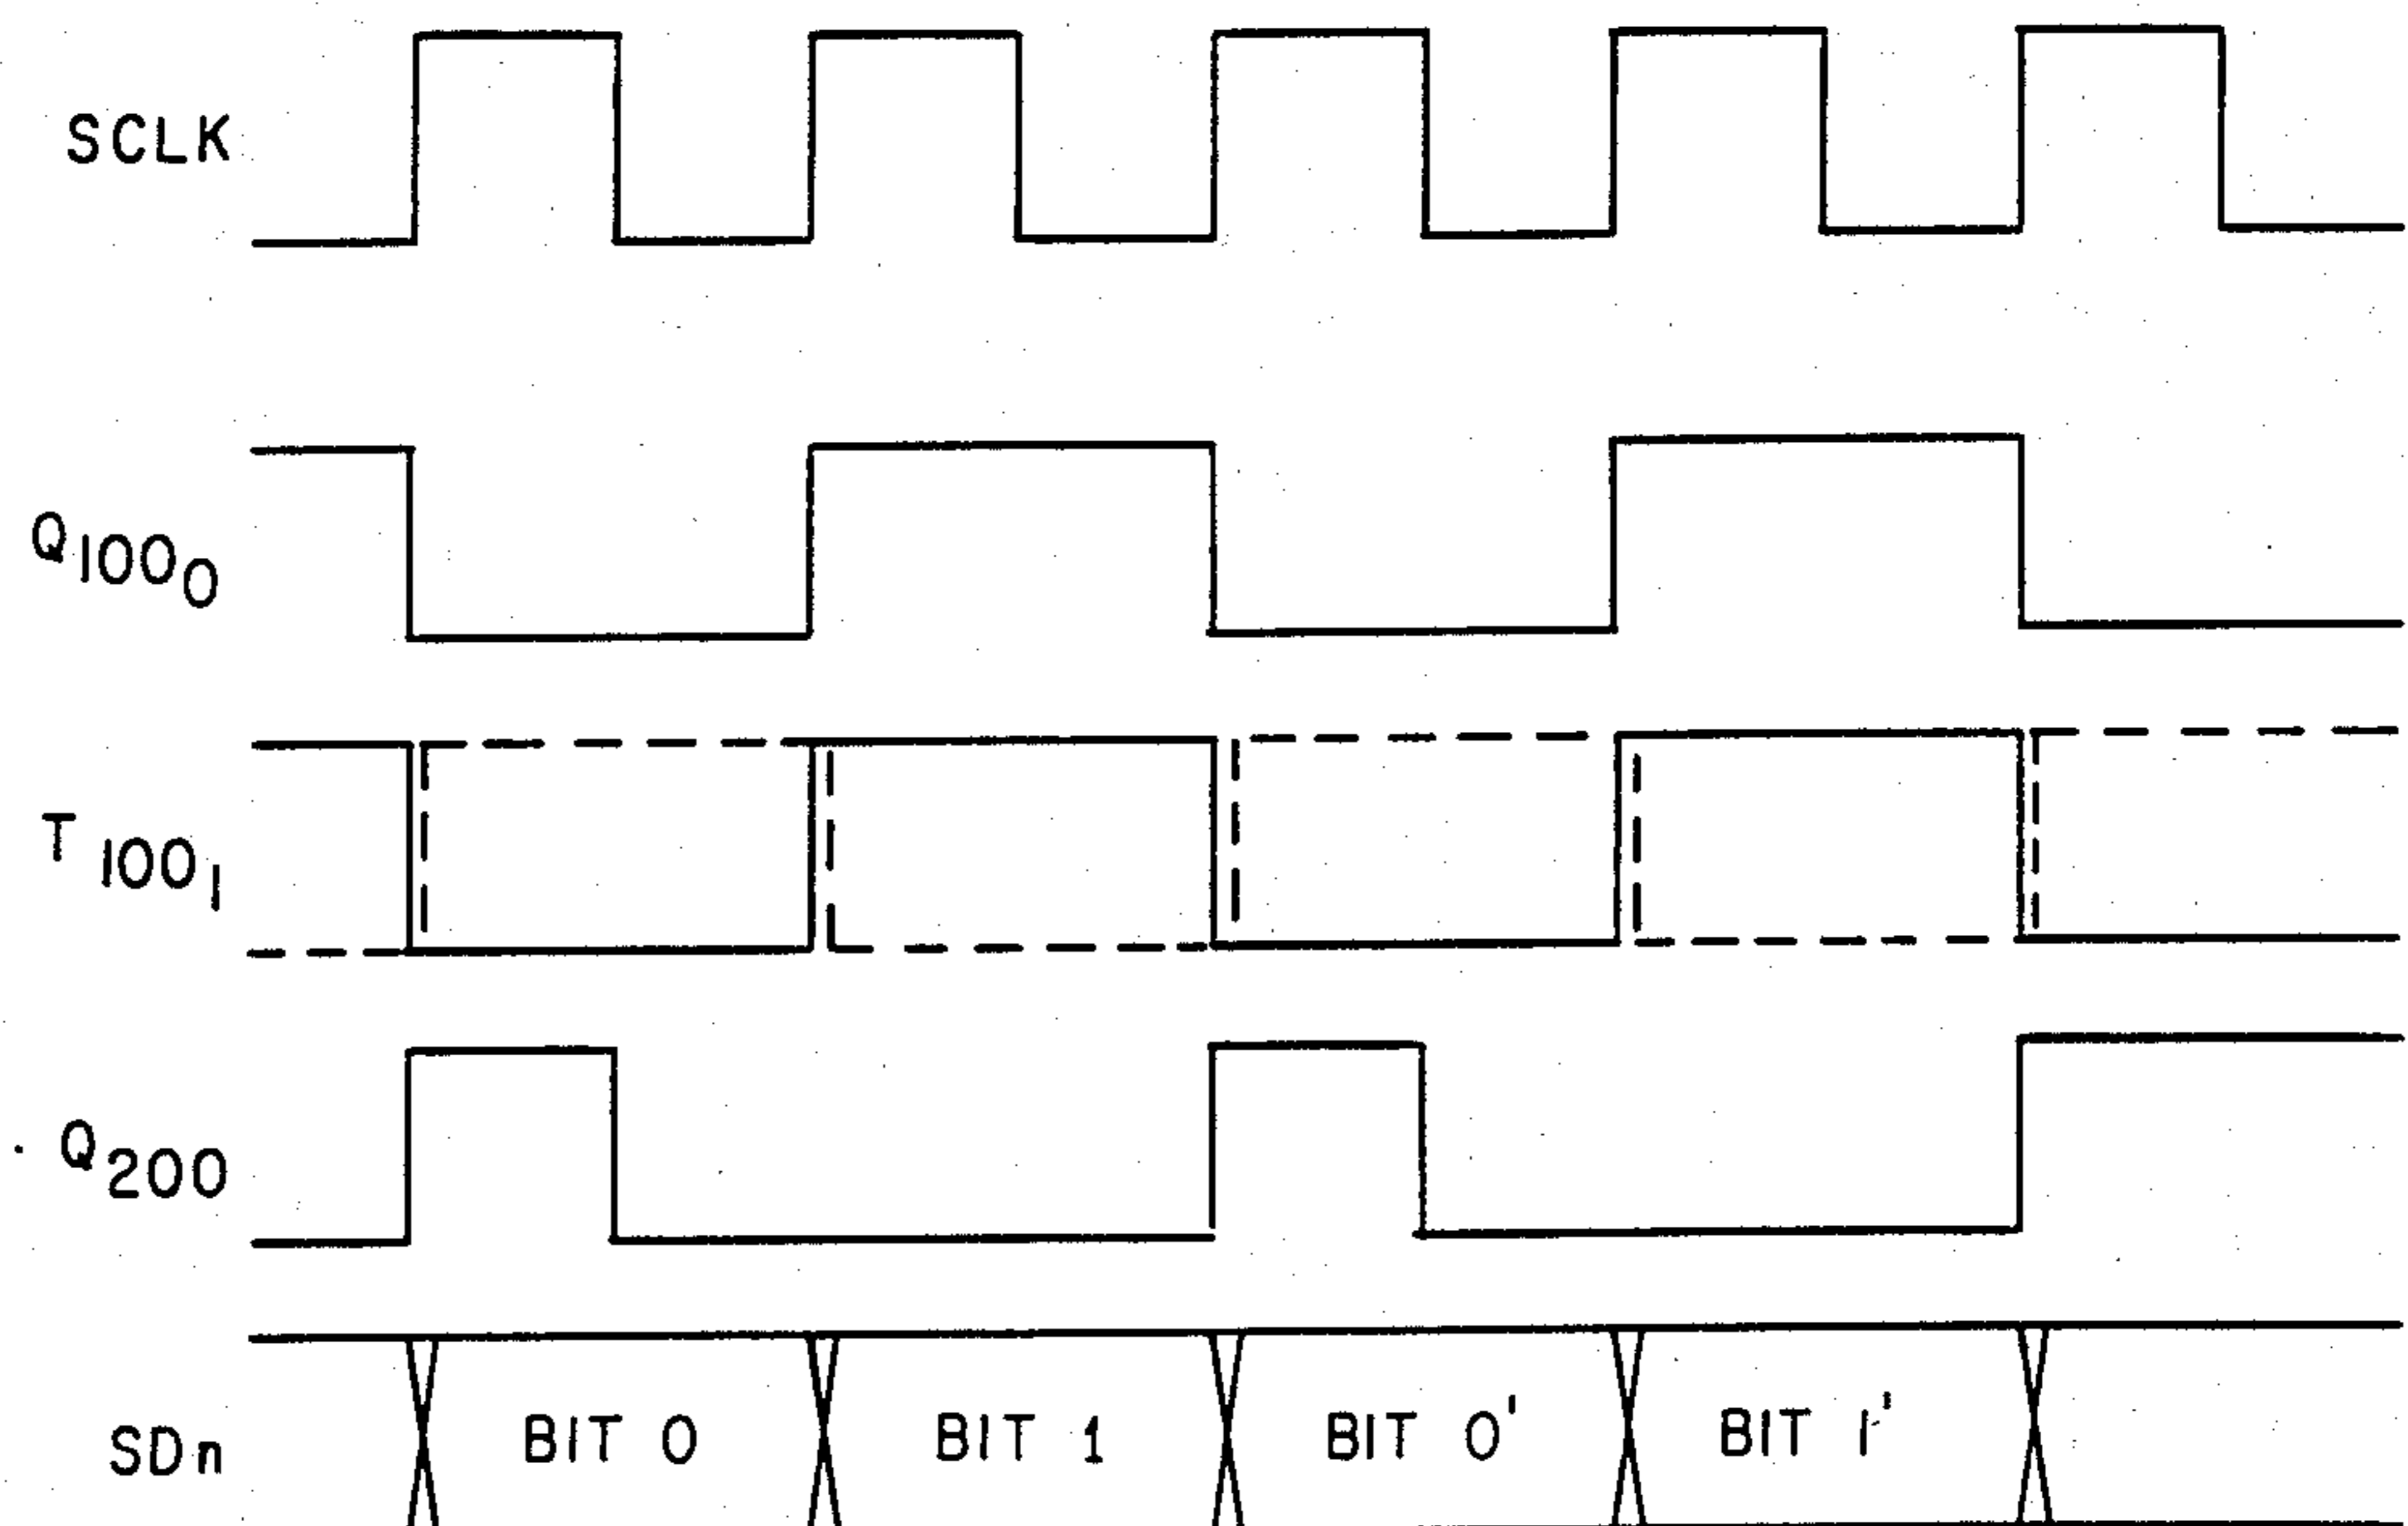 SCLK
Q100₀
T100₁
Q200
SDn BIT 0 BIT 1 BIT 0' BIT 1'